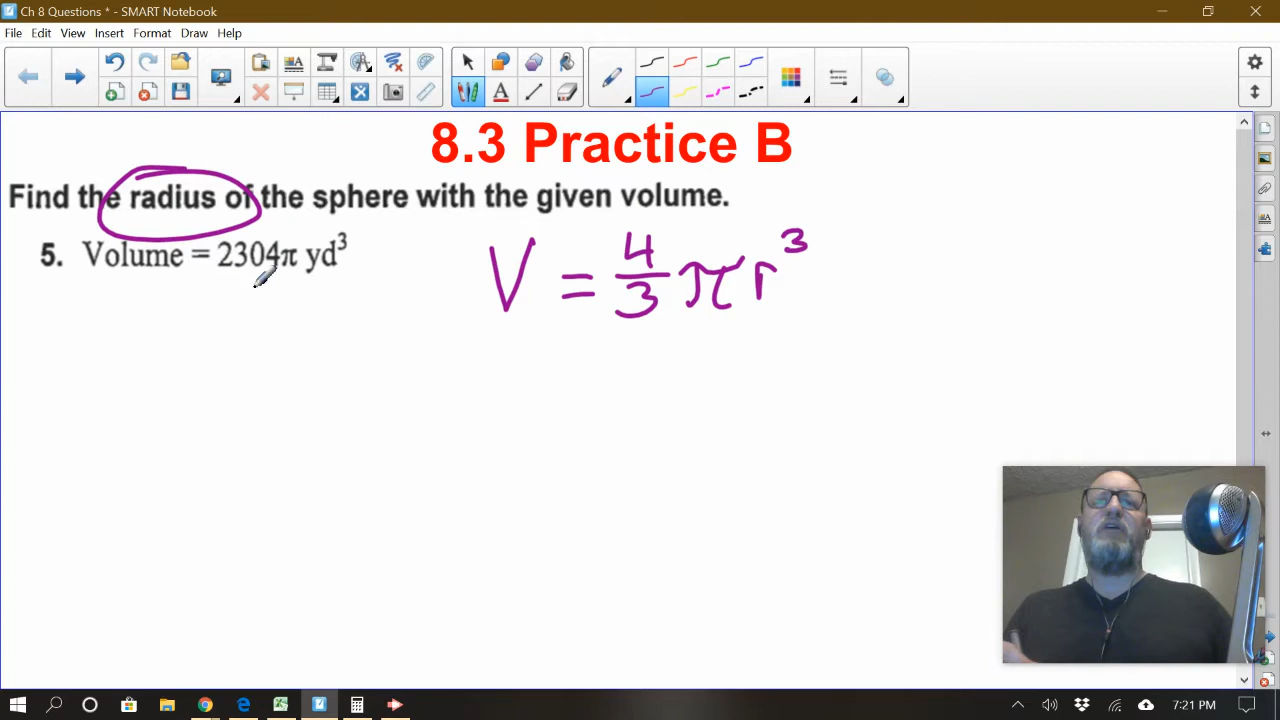 Ch 8 Questions * - SMART Notebook
File Edit View Insert Format Draw Help
8.3 Practice B
Find the radius of the sphere with the given volume.
5. Volume = 2304π yd³
V = 4/3 πr³
7:21 PM